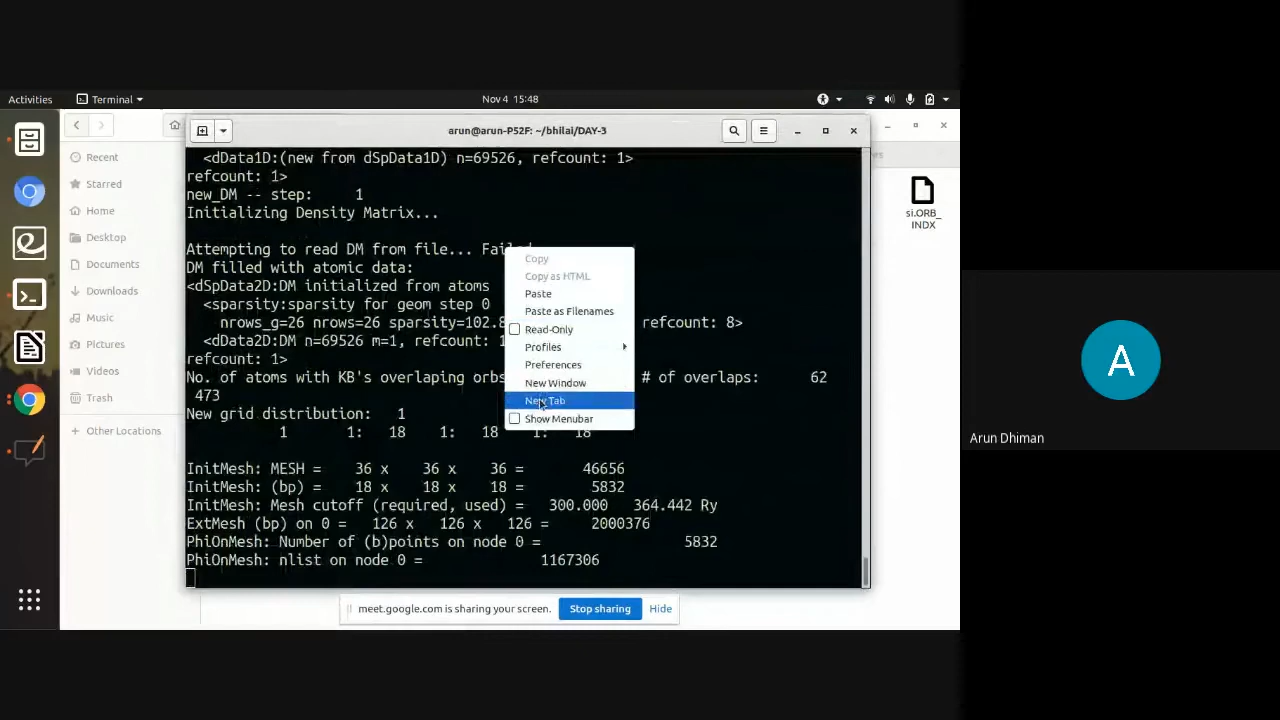 Activities
Terminal
Nov 4 15:48
arun@arun-P52F: ~/bhilai/DAY-3
Recent
Starred
Home
Desktop
Documents
Downloads
Music
Pictures
Videos
Trash
Other Locations
<dData1D:(new from dSpData1D) n=69526, refcount: 1>
refcount: 1>
new_DM -- step:     1
Initializing Density Matrix...
Attempting to read DM from file... Failed
DM filled with atomic data:
<dSpData2D:DM initialized from atoms
<sparsity:sparsity for geom step 0
nrows_g=26 nrows=26 sparsity=102.8 refcount: 8>
<dData2D:DM n=69526 m=1, refcount: 1
refcount: 1>
No. of atoms with KB's overlaping orbs # of overlaps:     62
473
New grid distribution:   1
1     1:   18   1:   18   1:   18
InitMesh: MESH =    36 x    36 x    36 =       46656
InitMesh: (bp) =    18 x    18 x    18 =        5832
InitMesh: Mesh cutoff (required, used) =   300.000   364.442 Ry
ExtMesh (bp) on 0 =   126 x   126 x   126 =     2000376
PhiOnMesh: Number of (b)points on node 0 =                 5832
PhiOnMesh: nlist on node 0 =              1167306
Copy
Copy as HTML
Paste
Paste as Filenames
Read-Only
Profiles
Preferences
New Window
New Tab
Show Menubar
si.ORB_
INDX
meet.google.com is sharing your screen.
Stop sharing
Hide
A
Arun Dhiman